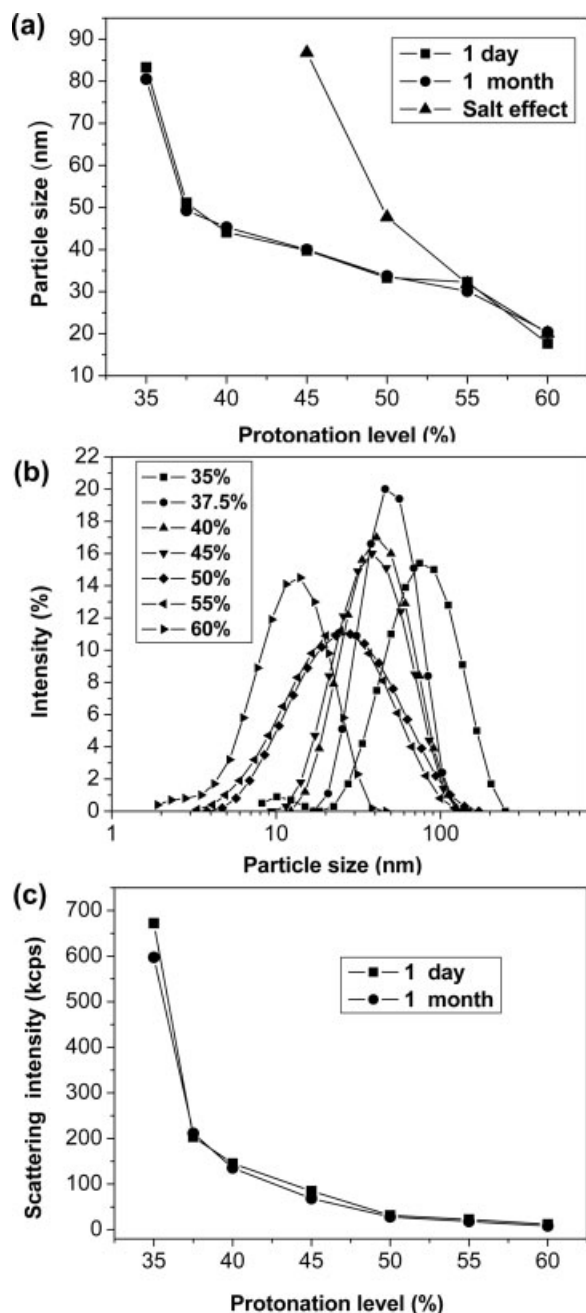 (a)
1 day
1 month
Salt effect
Particle size (nm)
90
80
70
60
50
40
30
20
10
35 40 45 50 55 60
Protonation level (%)
(b)
35%
37.5%
40%
45%
50%
55%
60%
Intensity (%)
22
20
18
16
14
12
10
8
6
4
2
0
1 10 100
Particle size (nm)
(c)
1 day
1 month
Scattering intensity (kcps)
700
600
500
400
300
200
100
0
35 40 45 50 55 60
Protonation level (%)